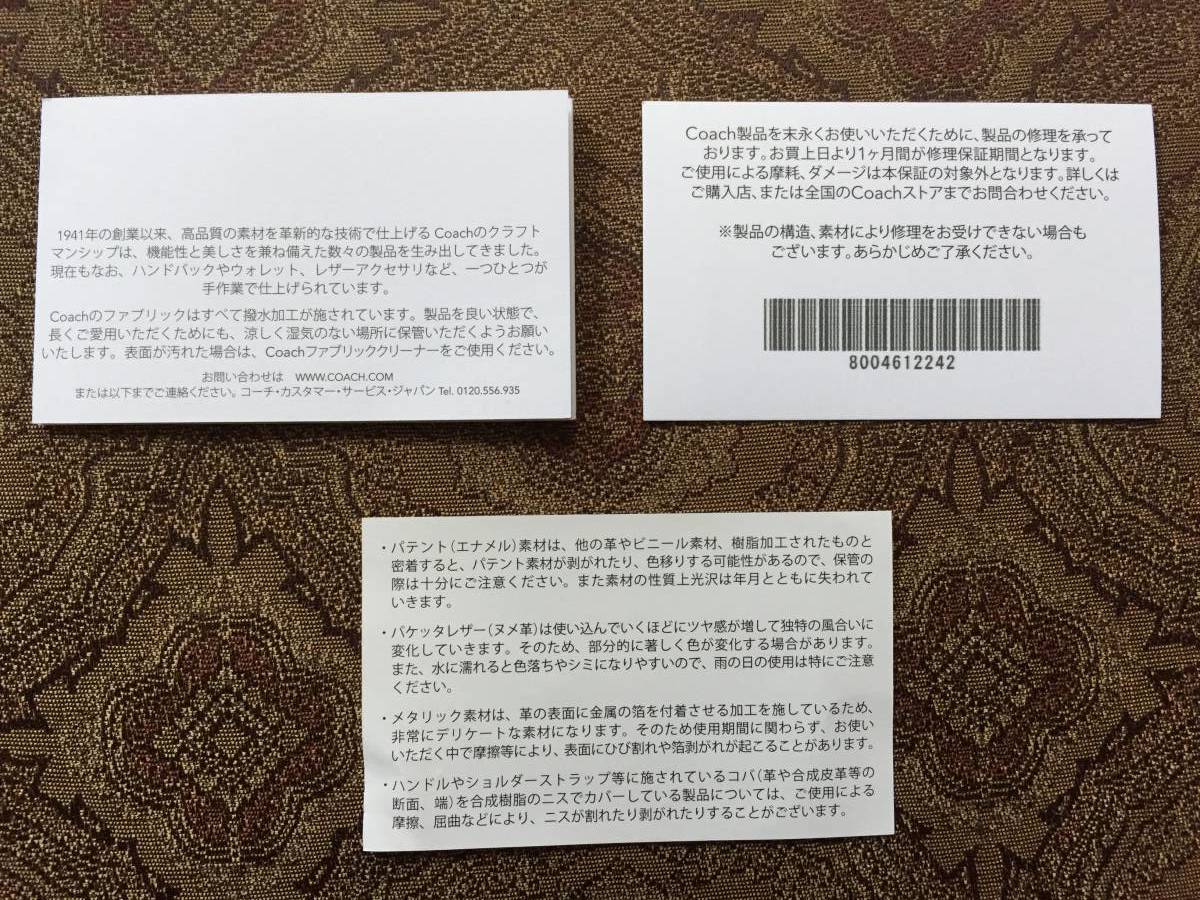 1941年の創業以来、高品質の素材を革新的な技術で仕上げる Coachのクラフト
マンシップは、機能性と美しさを兼ね備えた数々の製品を生み出してきました。
現在もなお、ハンドバックやウォレット、レザーアクセサリなど、一つひとつが
手作業で仕上げられています。
Coachのファブリックはすべて撥水加工が施されています。製品を良い状態で、
長くご愛用いただくためにも、涼しく湿気のない場所に保管いただくようお願い
いたします。表面が汚れた場合は、Coachファブリッククリーナーをご使用ください。
お問い合わせは WWW.COACH.COM
または以下までご連絡ください。コーチ・カスタマー・サービス・ジャパン Tel. 0120.556.935
Coach製品を末永くお使いいただくために、製品の修理を承って
おります。お買上日より1ヶ月間が修理保証期間となります。
ご使用による摩耗、ダメージは本保証の対象外となります。詳しくは
ご購入店、または全国のCoachストアまでお問合わせください。
※製品の構造、素材により修理をお受けできない場合も
ございます。あらかじめご了承ください。
8004612242
・パテント（エナメル）素材は、他の革やビニール素材、樹脂加工されたものと
密着すると、パテント素材が剥がれたり、色移りする可能性があるので、保管の
際は十分にご注意ください。また素材の性質上光沢は年月とともに失われて
いきます。
・バケッタレザー（ヌメ革）は使い込んでいくほどにツヤ感が増して独特の風合いに
変化していきます。そのため、部分的に著しく色が変化する場合があります。
また、水に濡れると色落ちやシミになりやすいので、雨の日の使用は特にご注意
ください。
・メタリック素材は、革の表面に金属の箔を付着させる加工を施しているため、
非常にデリケートな素材になります。そのため使用期間に関わらず、お使い
いただく中で摩擦等により、表面にひび割れや箔剥がれが起こることがあります。
・ハンドルやショルダーストラップ等に施されているコバ（革や合成皮革等の
断面、端）を合成樹脂のニスでカバーしている製品については、ご使用による
摩擦、屈曲などにより、ニスが割れたり剥がれたりすることがございます。